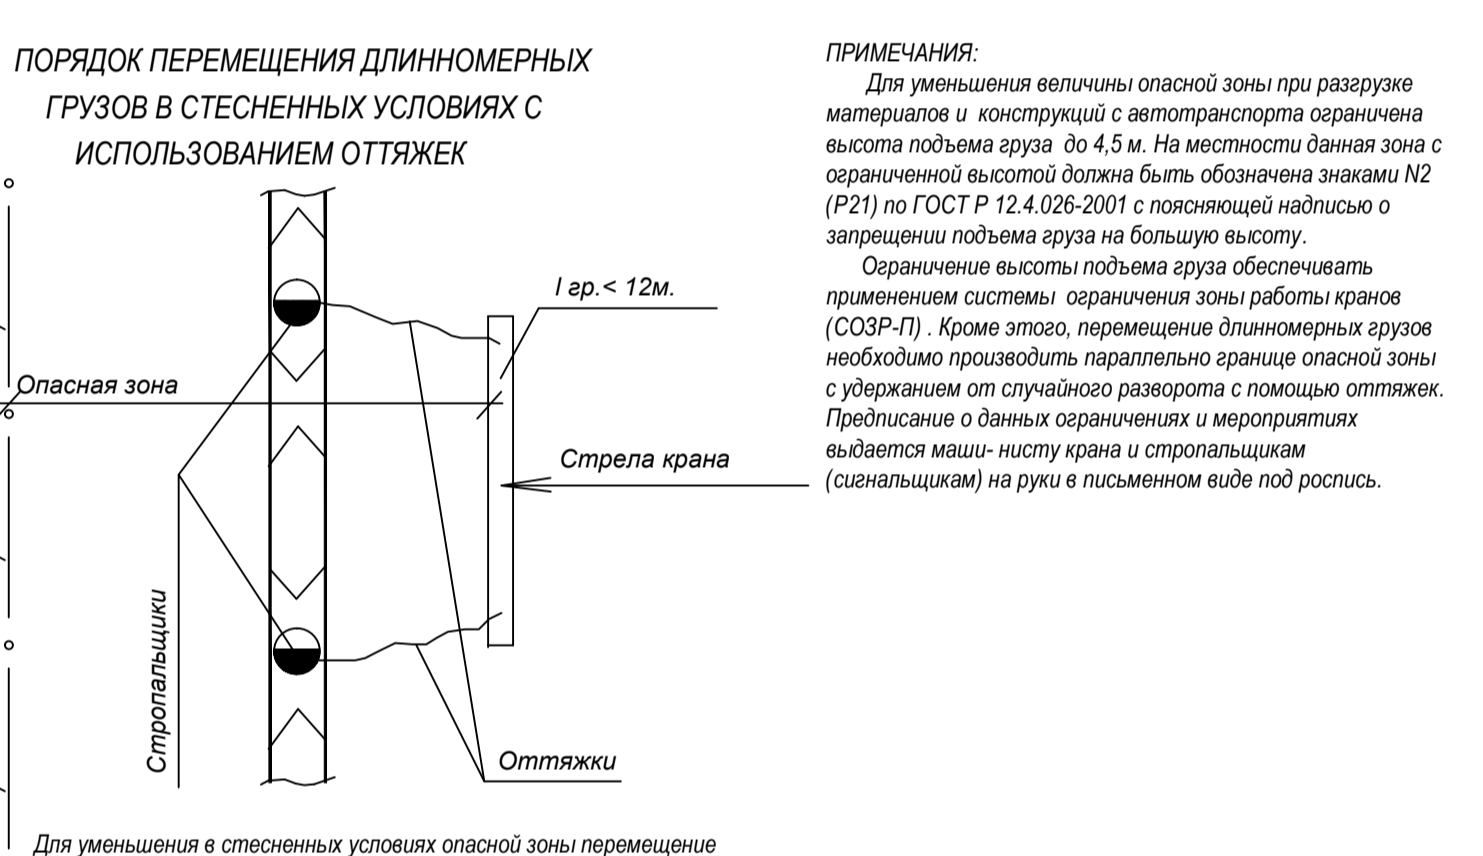 ПОРЯДОК ПЕРЕМЕЩЕНИЯ ДЛИННОМЕРНЫХ
ГРУЗОВ В СТЕСНЕННЫХ УСЛОВИЯХ С
ИСПОЛЬЗОВАНИЕМ ОТТЯЖЕК
l гр.< 12м.
Опасная зона
Стрела крана
Стропальщики
Оттяжки
Для уменьшения в стесненных условиях опасной зоны перемещение
ПРИМЕЧАНИЯ:
Для уменьшения величины опасной зоны при разгрузке
материалов и конструкций с автотранспорта ограничена
высота подъема груза до 4,5 м. На местности данная зона с
ограниченной высотой должна быть обозначена знаками N2
(Р21) по ГОСТ Р 12.4.026-2001 с поясняющей надписью о
запрещении подъема груза на большую высоту.
Ограничение высоты подъема груза обеспечивать
применением системы ограничения зоны работы кранов
(СОЗР-П) . Кроме этого, перемещение длинномерных грузов
необходимо производить параллельно границе опасной зоны
с удержанием от случайного разворота с помощью оттяжек.
Предписание о данных ограничениях и мероприятиях
выдается маши- нисту крана и стропальщикам
(сигнальщикам) на руки в письменном виде под роспись.